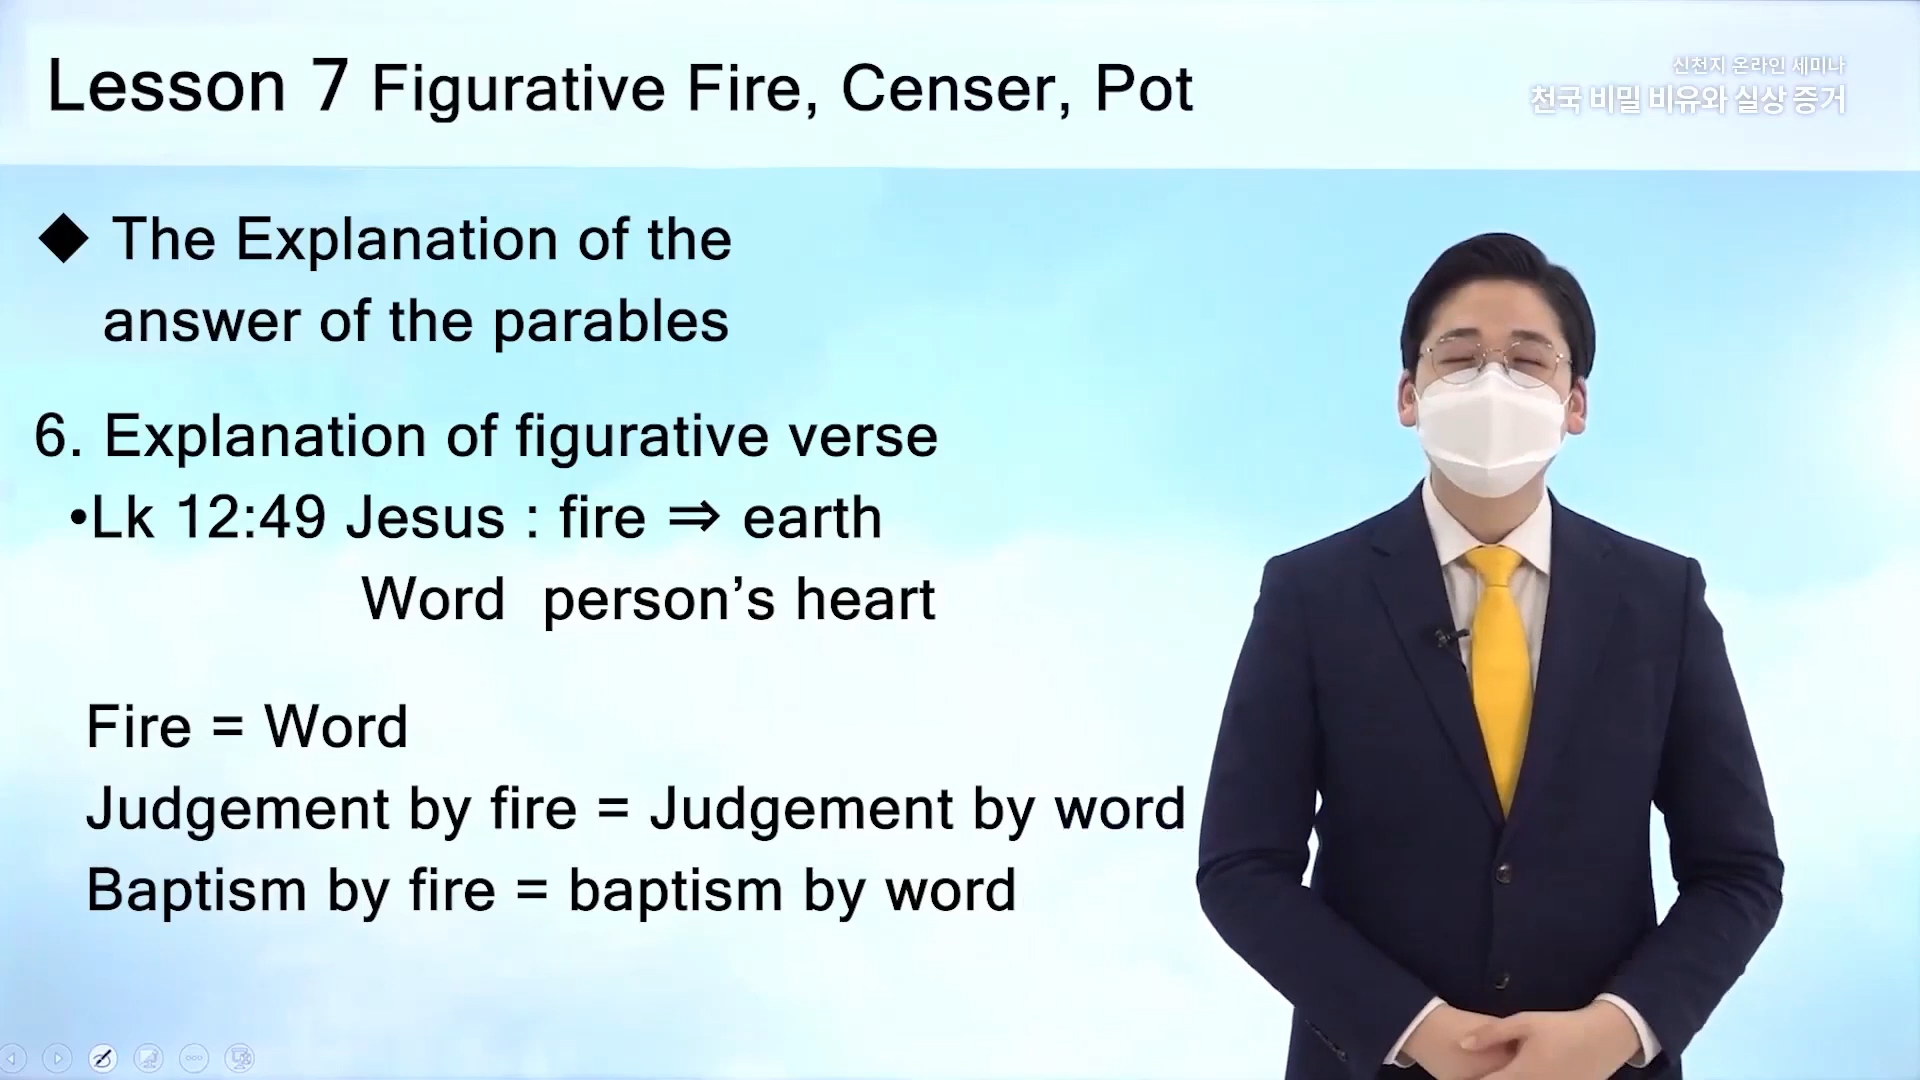 Lesson 7 Figurative Fire, Censer, Pot
신천지 온라인 세미나
천국 비밀 비유와 실상 증거
◆ The Explanation of the
answer of the parables
6. Explanation of figurative verse
•Lk 12:49 Jesus : fire ⇒ earth
Word person’s heart
Fire = Word
Judgement by fire = Judgement by word
Baptism by fire = baptism by word